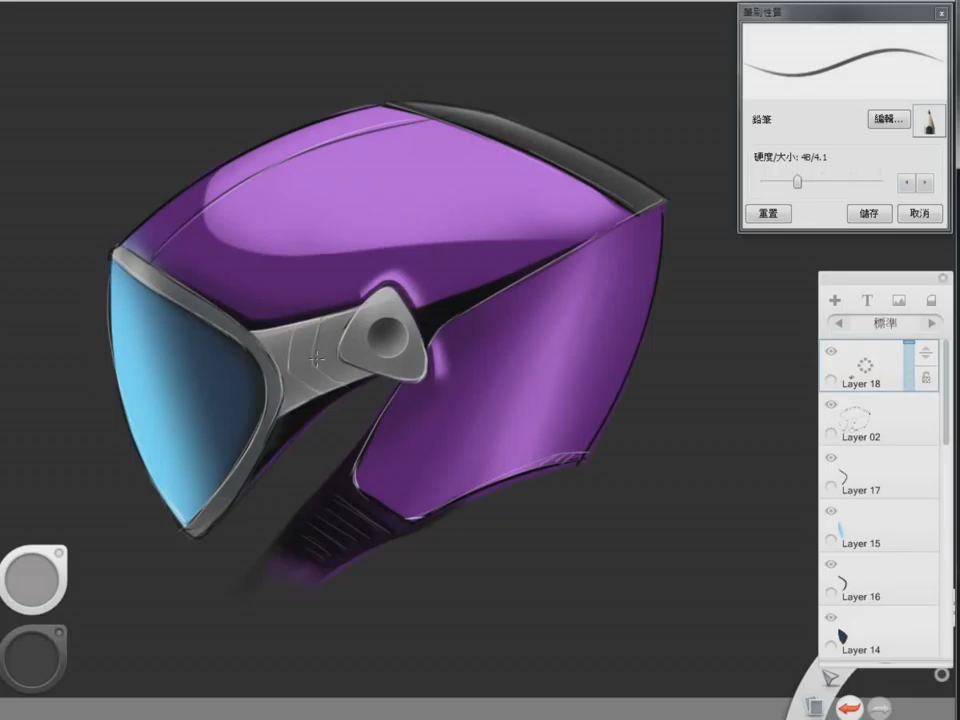 筆刷性質
鉛筆
編輯...
硬度/大小: 4B/4.1
重置
儲存
取消
T
標準
Layer 18
Layer 02
Layer 17
Layer 15
Layer 16
Layer 14